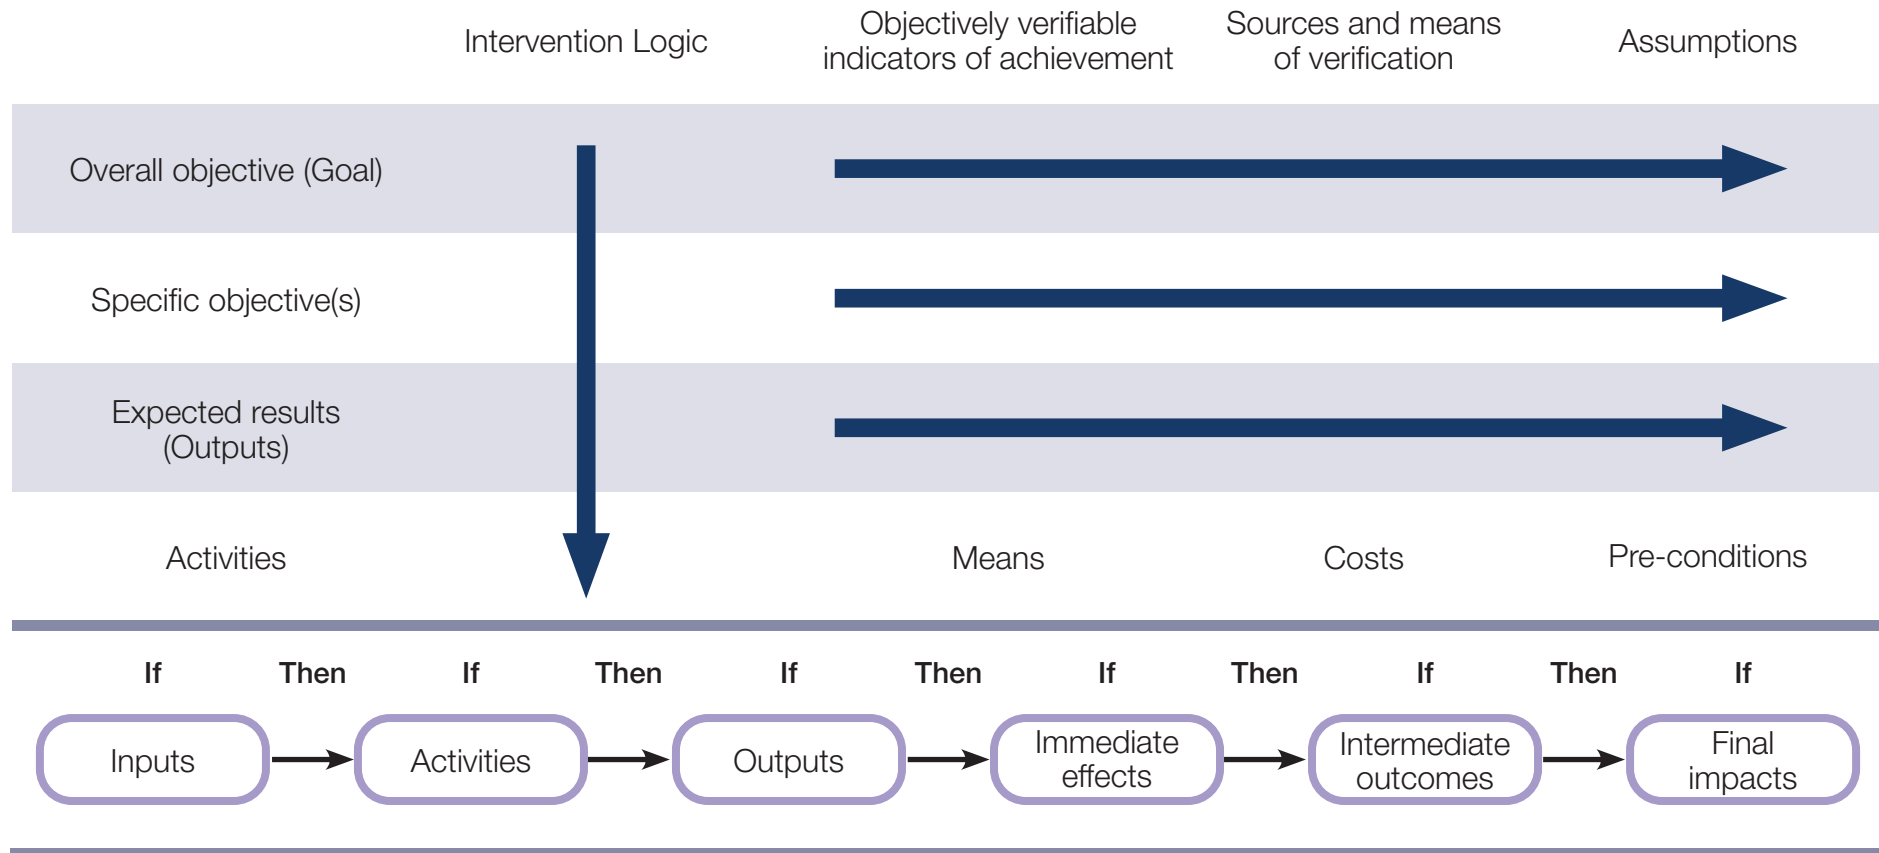 Intervention Logic
Objectively verifiable
indicators of achievement
Sources and means
of verification
Assumptions
Overall objective (Goal)
Specific objective(s)
Expected results
(Outputs)
Activities
Means
Costs
Pre-conditions
If Then If Then If Then If Then If Then If
Inputs
Activities
Outputs
Immediate
effects
Intermediate
outcomes
Final
impacts